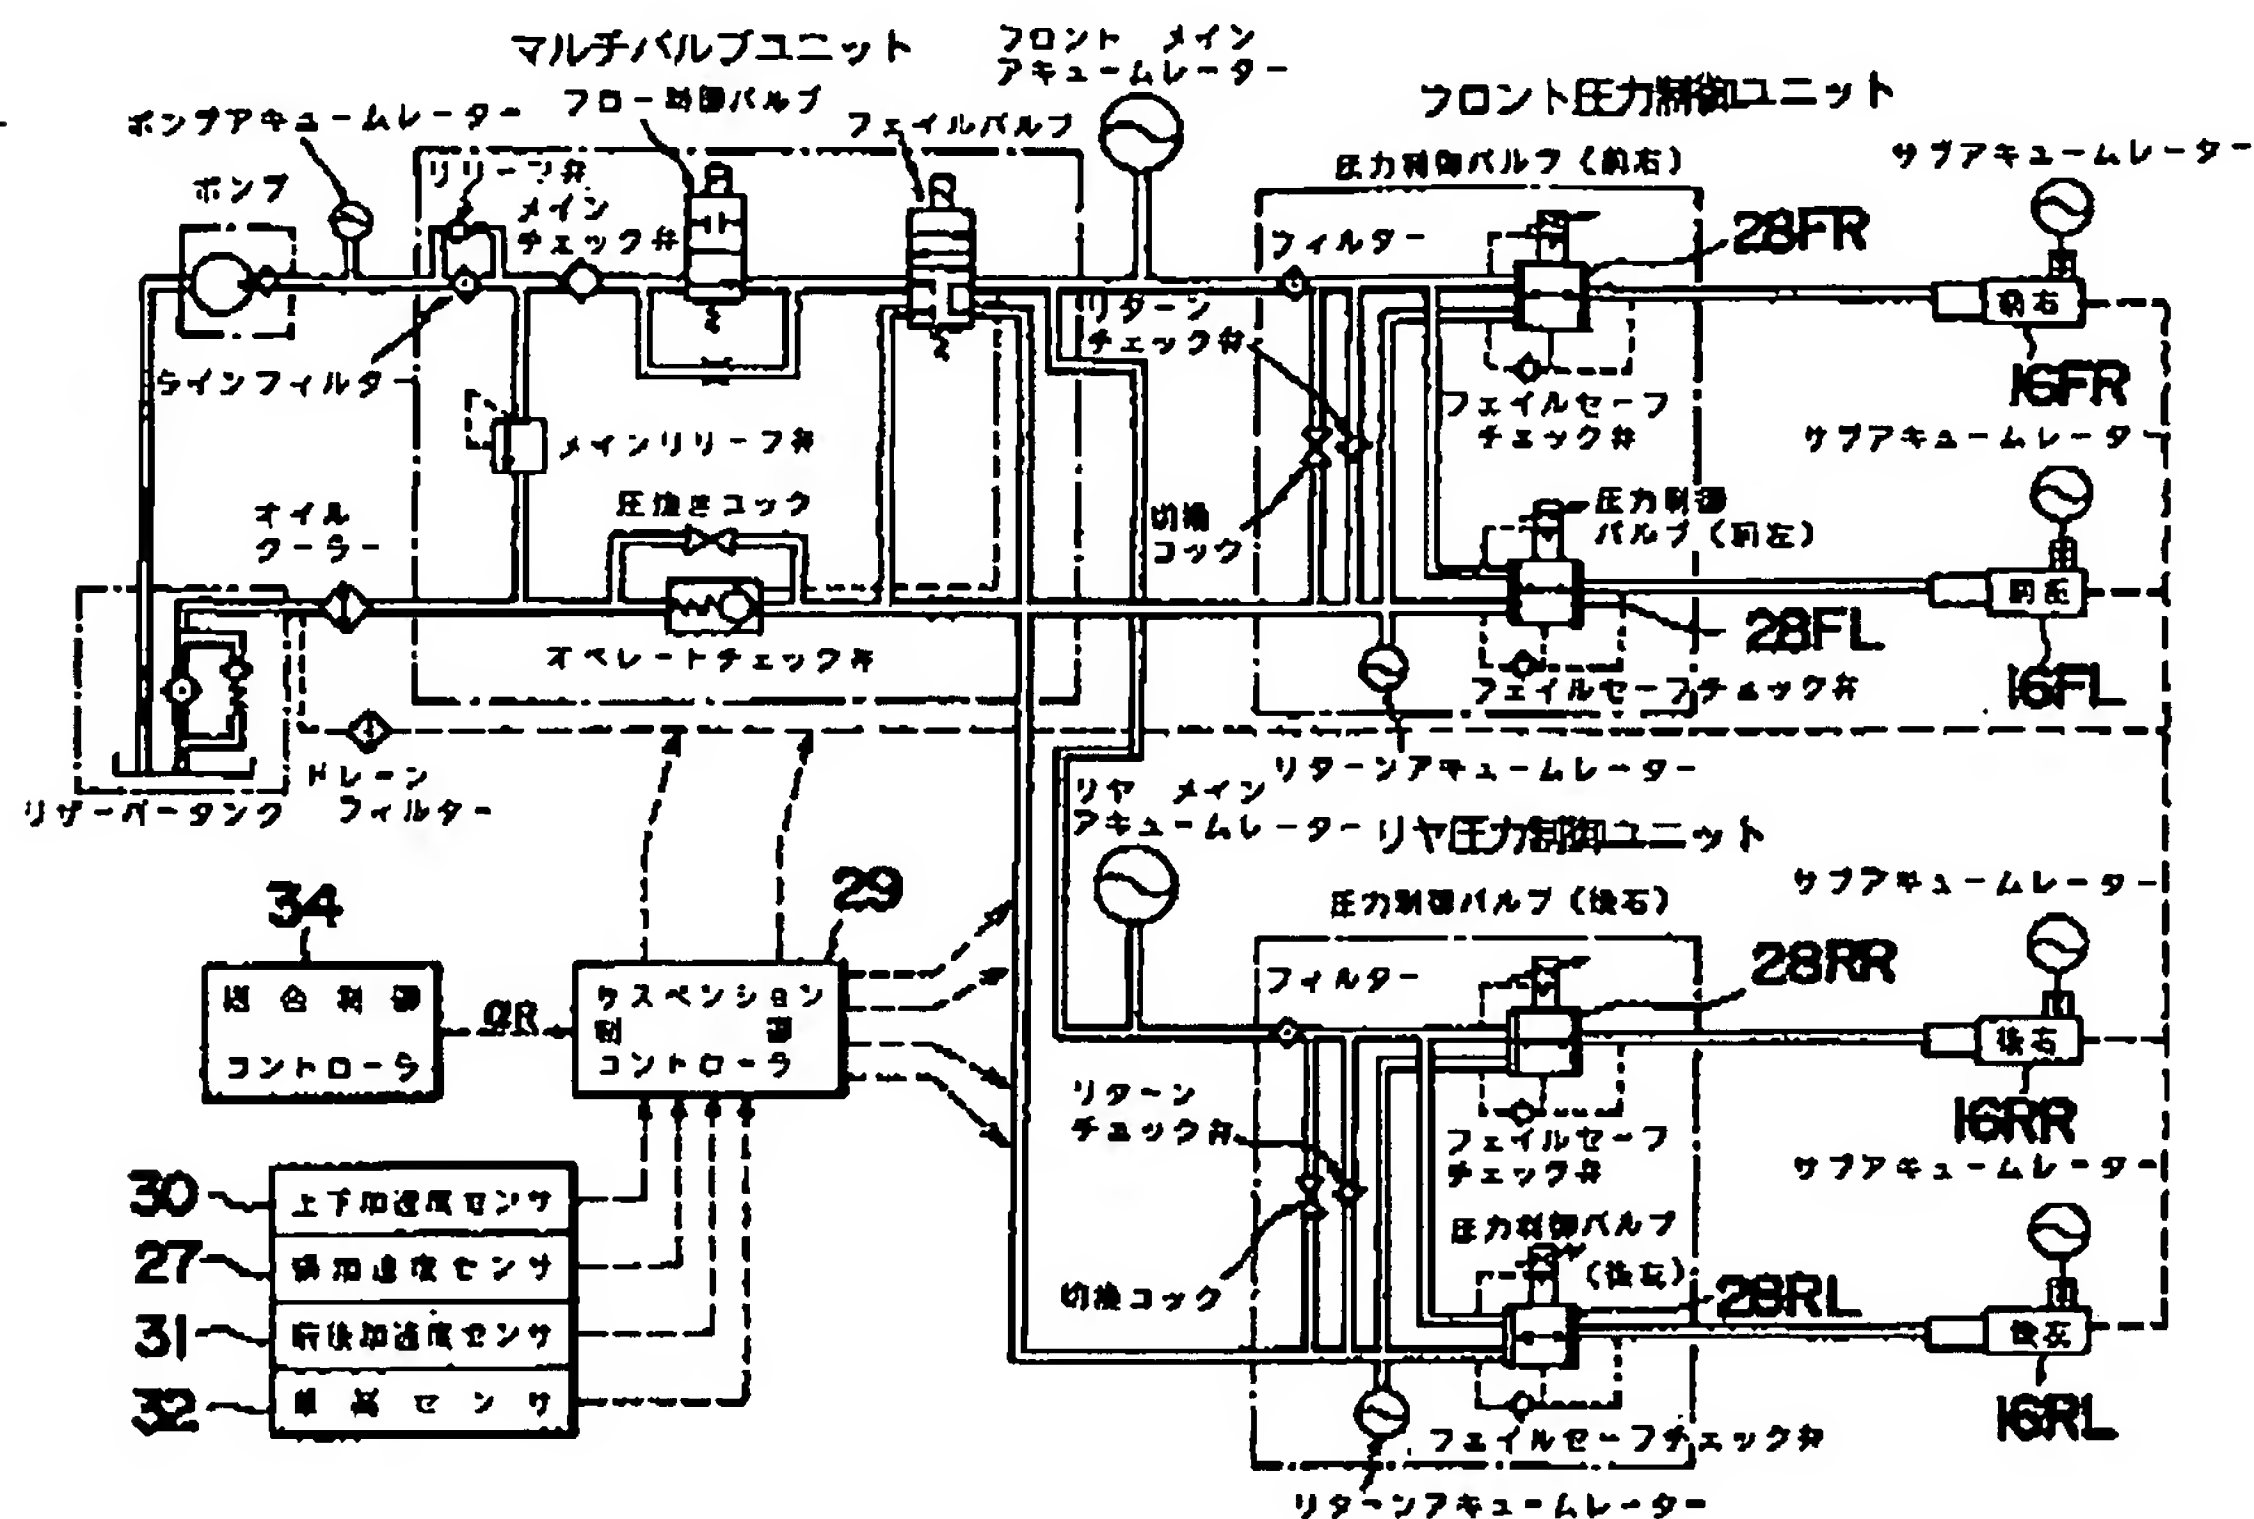 マルチバルブユニット
フロント メイン
アキュームレーター
フロント圧力制御ユニット
ポンプアキュームレーター
フロー制御バルブ
フェイルバルブ
サブアキュームレーター
圧力制御バルブ(前右)
ポンプ
リリーフ弁
メイン
チェック弁
フィルター
28FR
前右
リターン
チェック弁
ラインフィルター
16FR
フェイルセーフ
チェック弁
サブアキュームレーター
メインリリーフ弁
オイル
クーラー
圧抜きコック
切換
コック
圧力制御
バルブ(前左)
前左
28FL
オペレートチェック弁
フェイルセーフチェック弁
16FL
リターンアキュームレーター
ドレーン
フィルター
リザーバータンク
リヤ メイン
アキュームレーター
リヤ圧力制御ユニット
34
29
圧力制御バルブ(後右)
サブアキュームレーター
28RR
フィルター
総合制御
コントローラ
αR
サスペンション
制御
コントローラ
後右
リターン
チェック弁
16RR
フェイルセーフ
チェック弁
サブアキュームレーター
30
上下加速度センサ
27
横加速度センサ
31
前後加速度センサ
32
車高センサ
切換コック
圧力制御バルブ
(後左)
28RL
後左
16RL
フェイルセーフチェック弁
リターンアキュームレーター